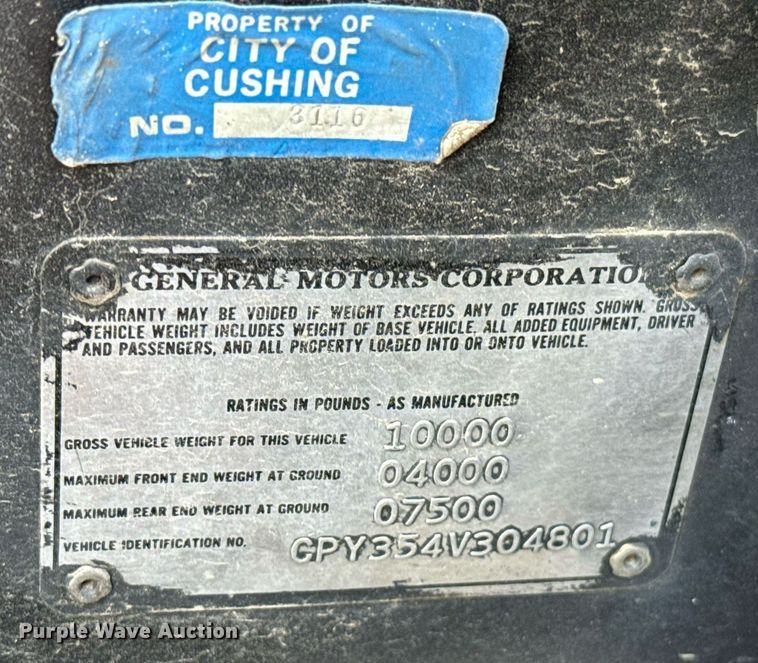 PROPERTY OF
CITY OF
CUSHING
NO. 3116
GENERAL MOTORS CORPORATION
WARRANTY MAY BE VOIDED IF WEIGHT EXCEEDS ANY OF RATINGS SHOWN. GROSS
VEHICLE WEIGHT INCLUDES WEIGHT OF BASE VEHICLE, ALL ADDED EQUIPMENT, DRIVER
AND PASSENGERS, AND ALL PROPERTY LOADED INTO OR ONTO VEHICLE.
RATINGS IN POUNDS - AS MANUFACTURED
GROSS VEHICLE WEIGHT FOR THIS VEHICLE 10000
MAXIMUM FRONT END WEIGHT AT GROUND 04000
MAXIMUM REAR END WEIGHT AT GROUND 07500
VEHICLE IDENTIFICATION NO. CPY354V304801
Purple Wave Auction